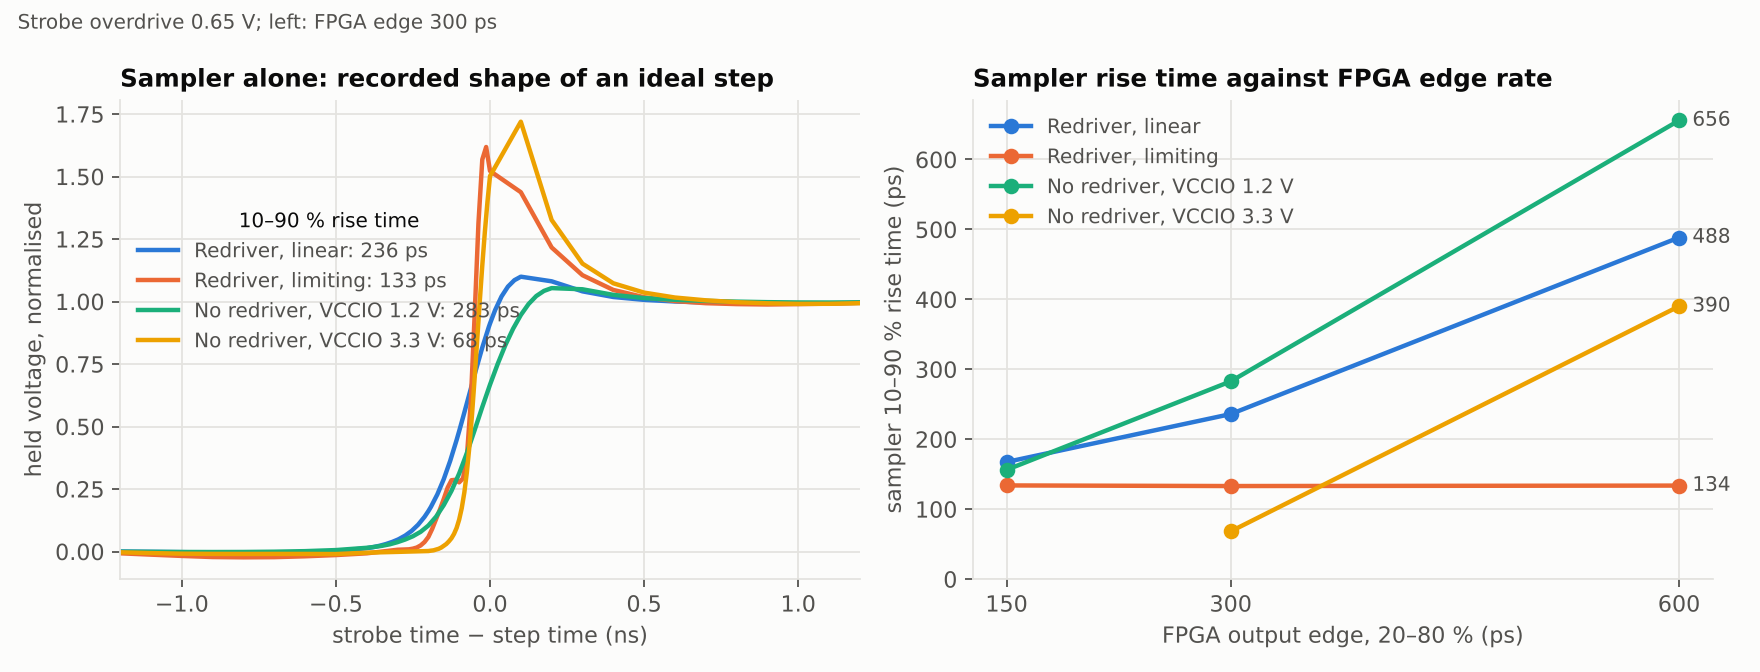 Strobe overdrive 0.65 V; left: FPGA edge 300 ps
Sampler alone: recorded shape of an ideal step
held voltage, normalised
1.75
1.50
1.25
1.00
0.75
0.50
0.25
0.00
10–90 % rise time
Redriver, linear: 236 ps
Redriver, limiting: 133 ps
No redriver, VCCIO 1.2 V: 283 ps
No redriver, VCCIO 3.3 V: 68 ps
−1.0
−0.5
0.0
0.5
1.0
strobe time − step time (ns)
Sampler rise time against FPGA edge rate
sampler 10–90 % rise time (ps)
600
500
400
300
200
100
0
Redriver, linear
Redriver, limiting
No redriver, VCCIO 1.2 V
No redriver, VCCIO 3.3 V
656
488
390
134
150
300
600
FPGA output edge, 20–80 % (ps)